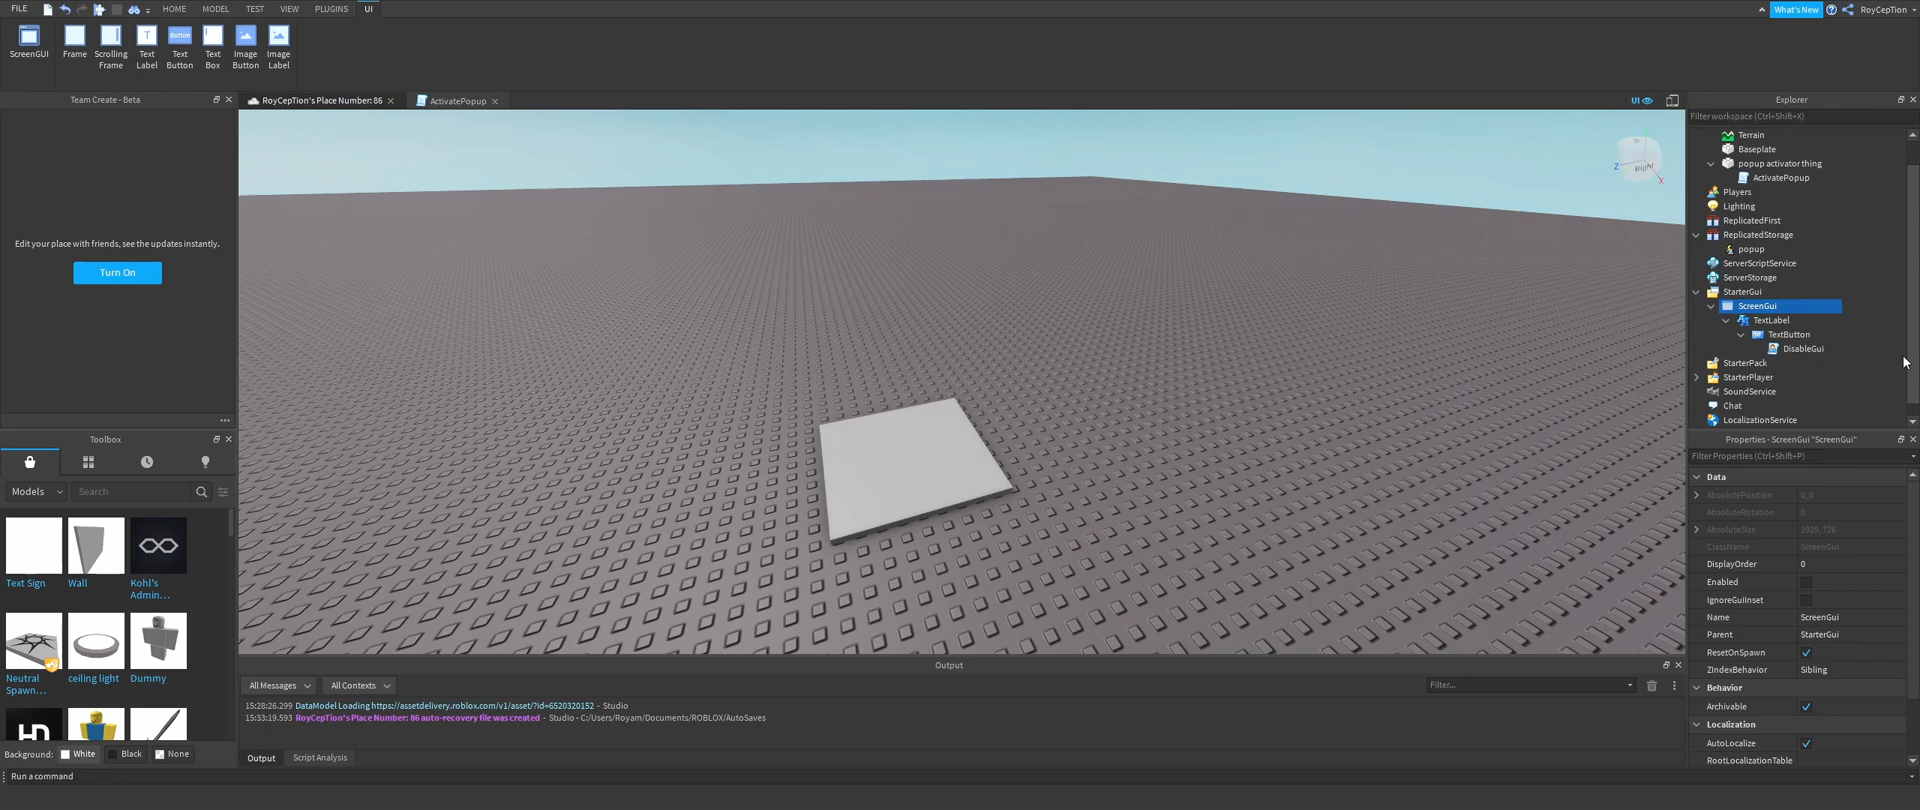 FILE HOME MODEL TEST VIEW PLUGINS UI What's New RoyCepTion
ScreenGUI Frame Scrolling Frame Text Label Text Button Text Box Image Button Image Label
Team Create - Beta
Edit your place with friends, see the updates instantly.
Turn On
Toolbox
Models Search
Text Sign Wall Kohl's Admin...
Neutral Spawn... ceiling light Dummy
Background: White Black None
RoyCepTion's Place Number: 86 ActivatePopup
UI
Right
Z
X
Output
All Messages All Contexts Filter...
15:28:26.299 DataModel Loading https://assetdelivery.roblox.com/v1/asset/?id=6520320152 - Studio
15:33:19.593 RoyCepTion's Place Number: 86 auto-recovery file was created - Studio - C:/Users/Royam/Documents/ROBLOX/AutoSaves
Output Script Analysis
Run a command
Explorer
Filter workspace (Ctrl+Shift+X)
Terrain
Baseplate
popup activator thing
ActivatePopup
Players
Lighting
ReplicatedFirst
ReplicatedStorage
popup
ServerScriptService
ServerStorage
StarterGui
ScreenGui
TextLabel
TextButton
DisableGui
StarterPack
StarterPlayer
SoundService
Chat
LocalizationService
Properties - ScreenGui "ScreenGui"
Filter Properties (Ctrl+Shift+P)
Data
AbsolutePosition 0, 0
AbsoluteRotation 0
AbsoluteSize 1929, 726
ClassName ScreenGui
DisplayOrder 0
Enabled
IgnoreGuiInset
Name ScreenGui
Parent StarterGui
ResetOnSpawn
ZIndexBehavior Sibling
Behavior
Archivable
Localization
AutoLocalize
RootLocalizationTable